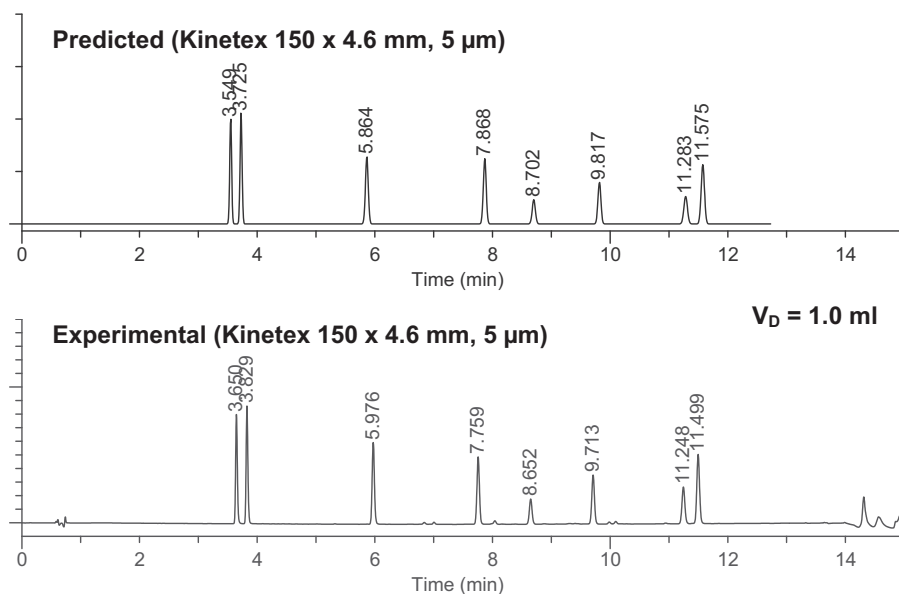 Predicted (Kinetex 150 x 4.6 mm, 5 µm)
3.549
3.725
5.864
7.868
8.702
9.817
11.283
11.575
0 2 4 6 8 10 12 14
Time (min)
V_D = 1.0 ml
Experimental (Kinetex 150 x 4.6 mm, 5 µm)
3.650
3.829
5.976
7.759
8.652
9.713
11.248
11.499
0 2 4 6 8 10 12 14
Time (min)